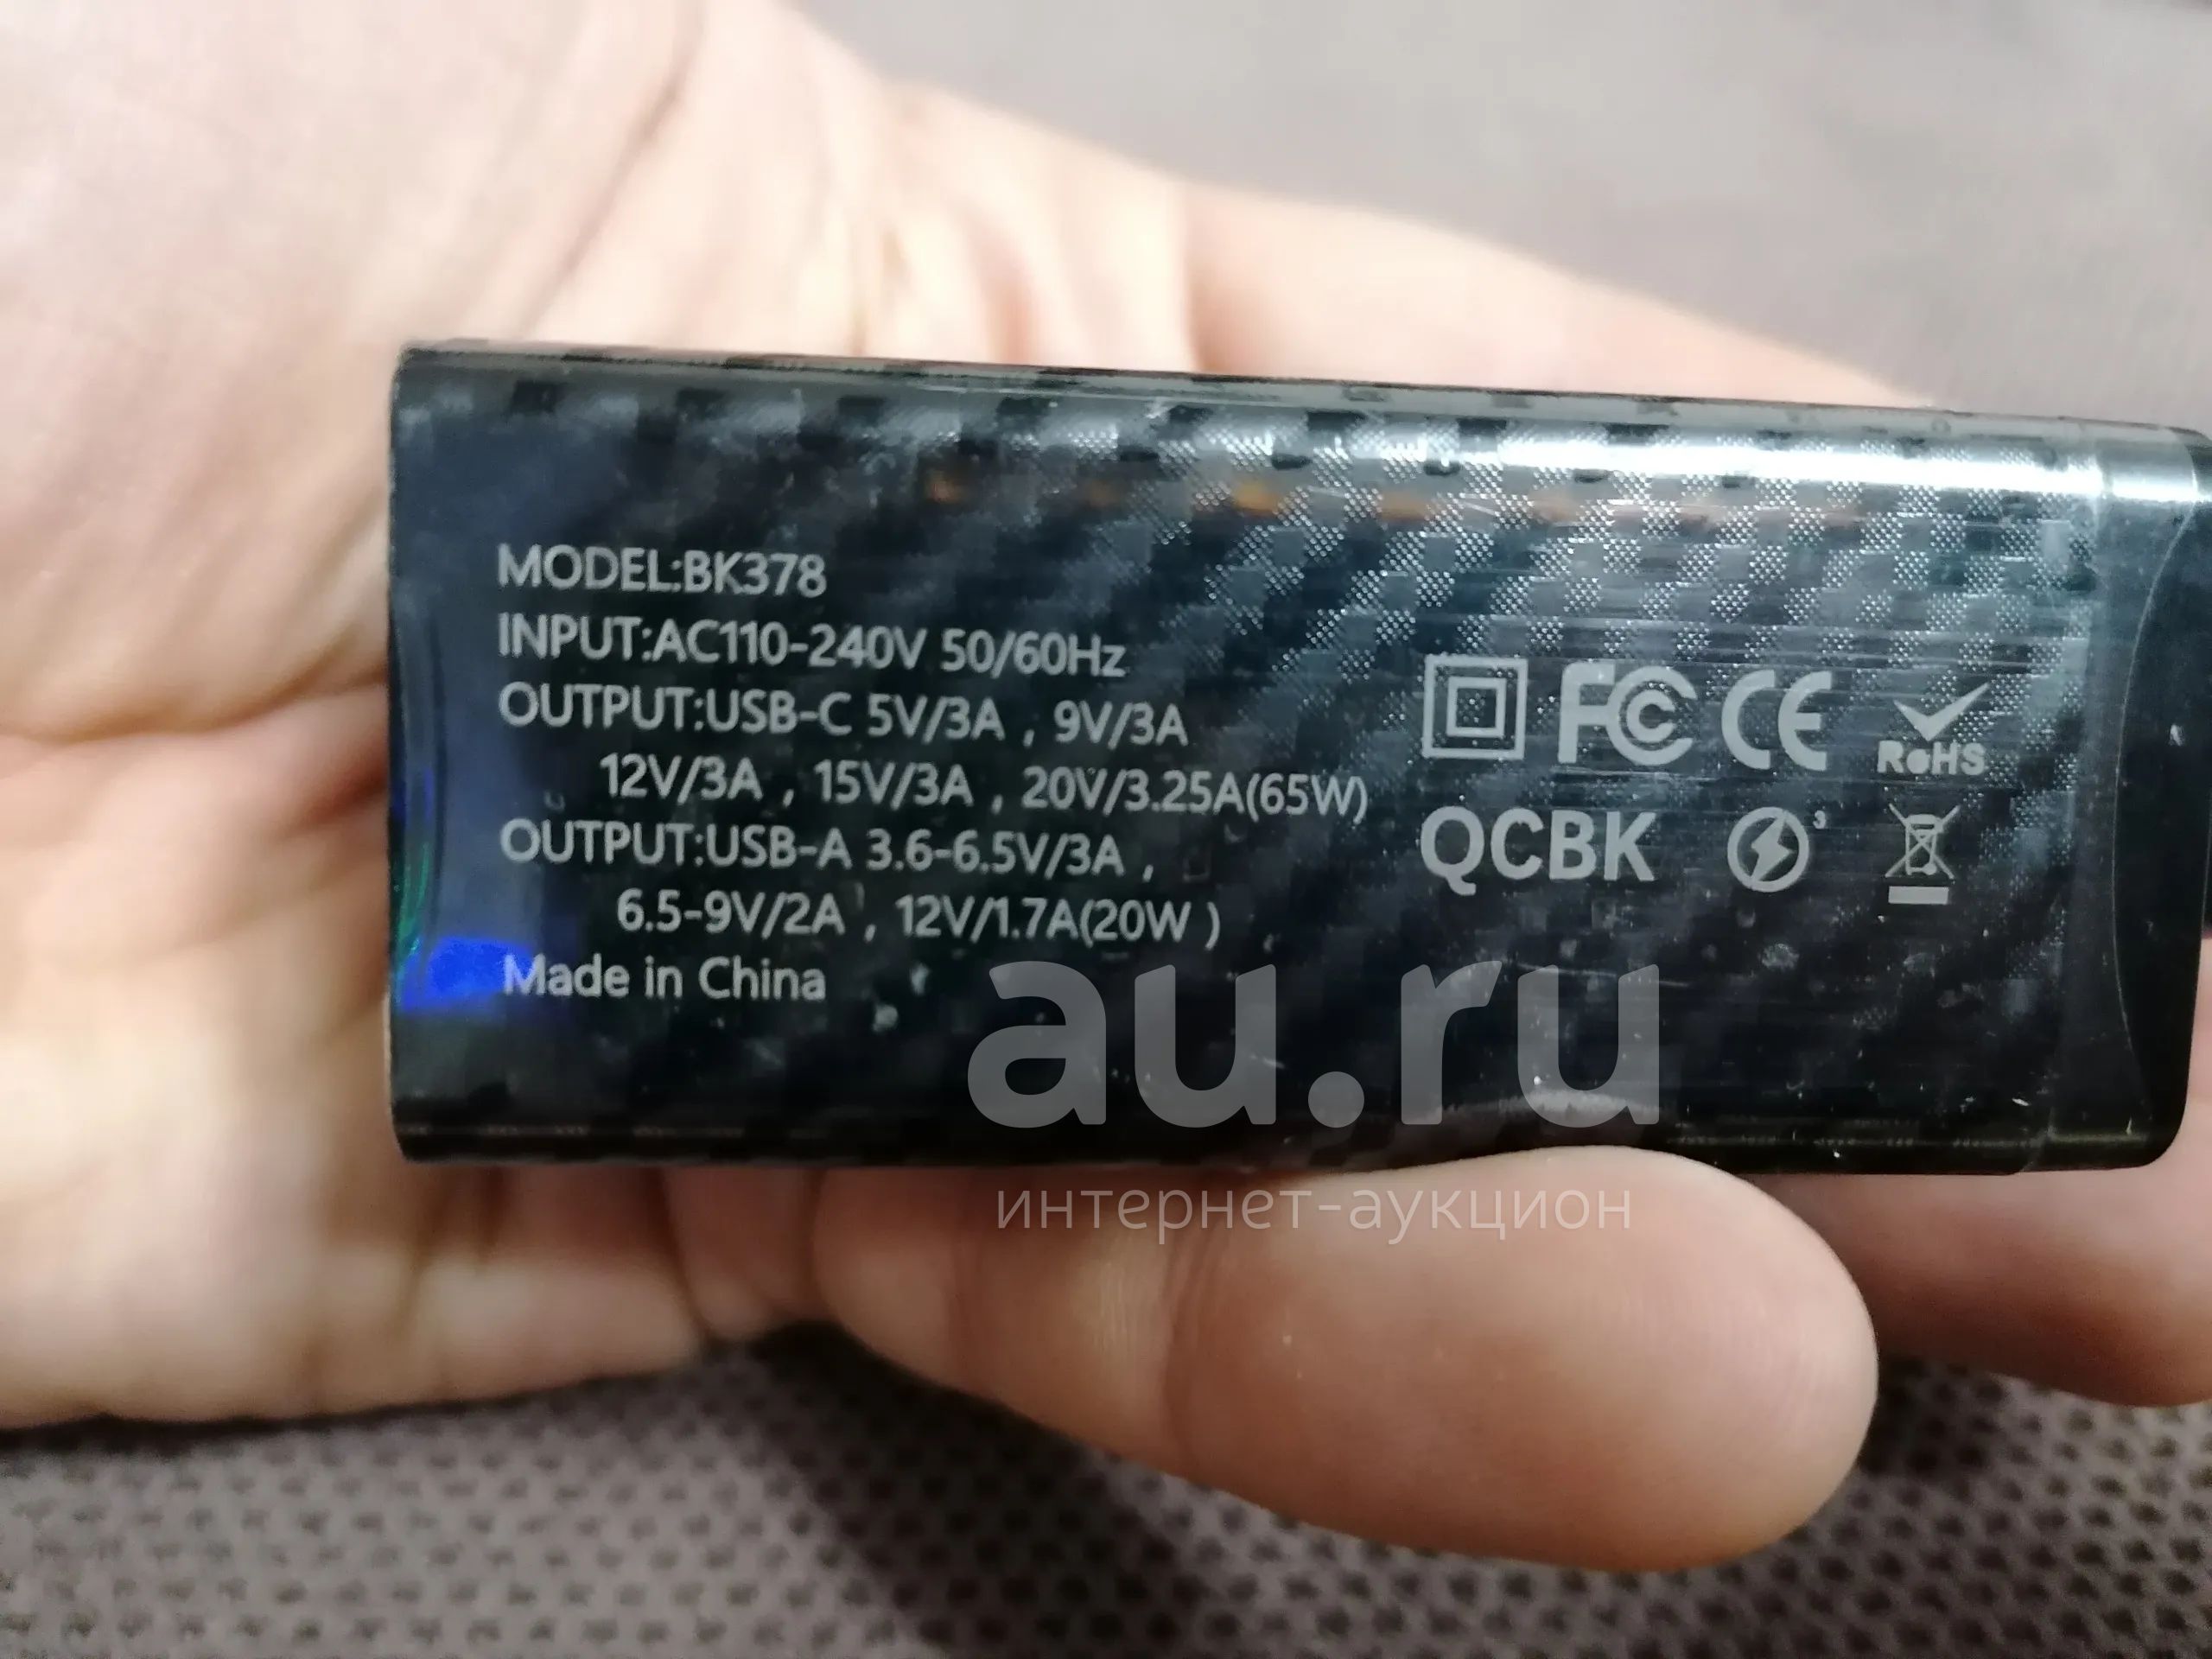 MODEL:BK378
INPUT:AC110-240V 50/60Hz
OUTPUT:USB-C 5V/3A , 9V/3A
12V/3A , 15V/3A , 20V/3.25A(65W)
OUTPUT:USB-A 3.6-6.5V/3A ,
6.5-9V/2A , 12V/1.7A(20W )
Made in China
FC CE RoHS
QCBK 3
au.ru
интернет-аукцион